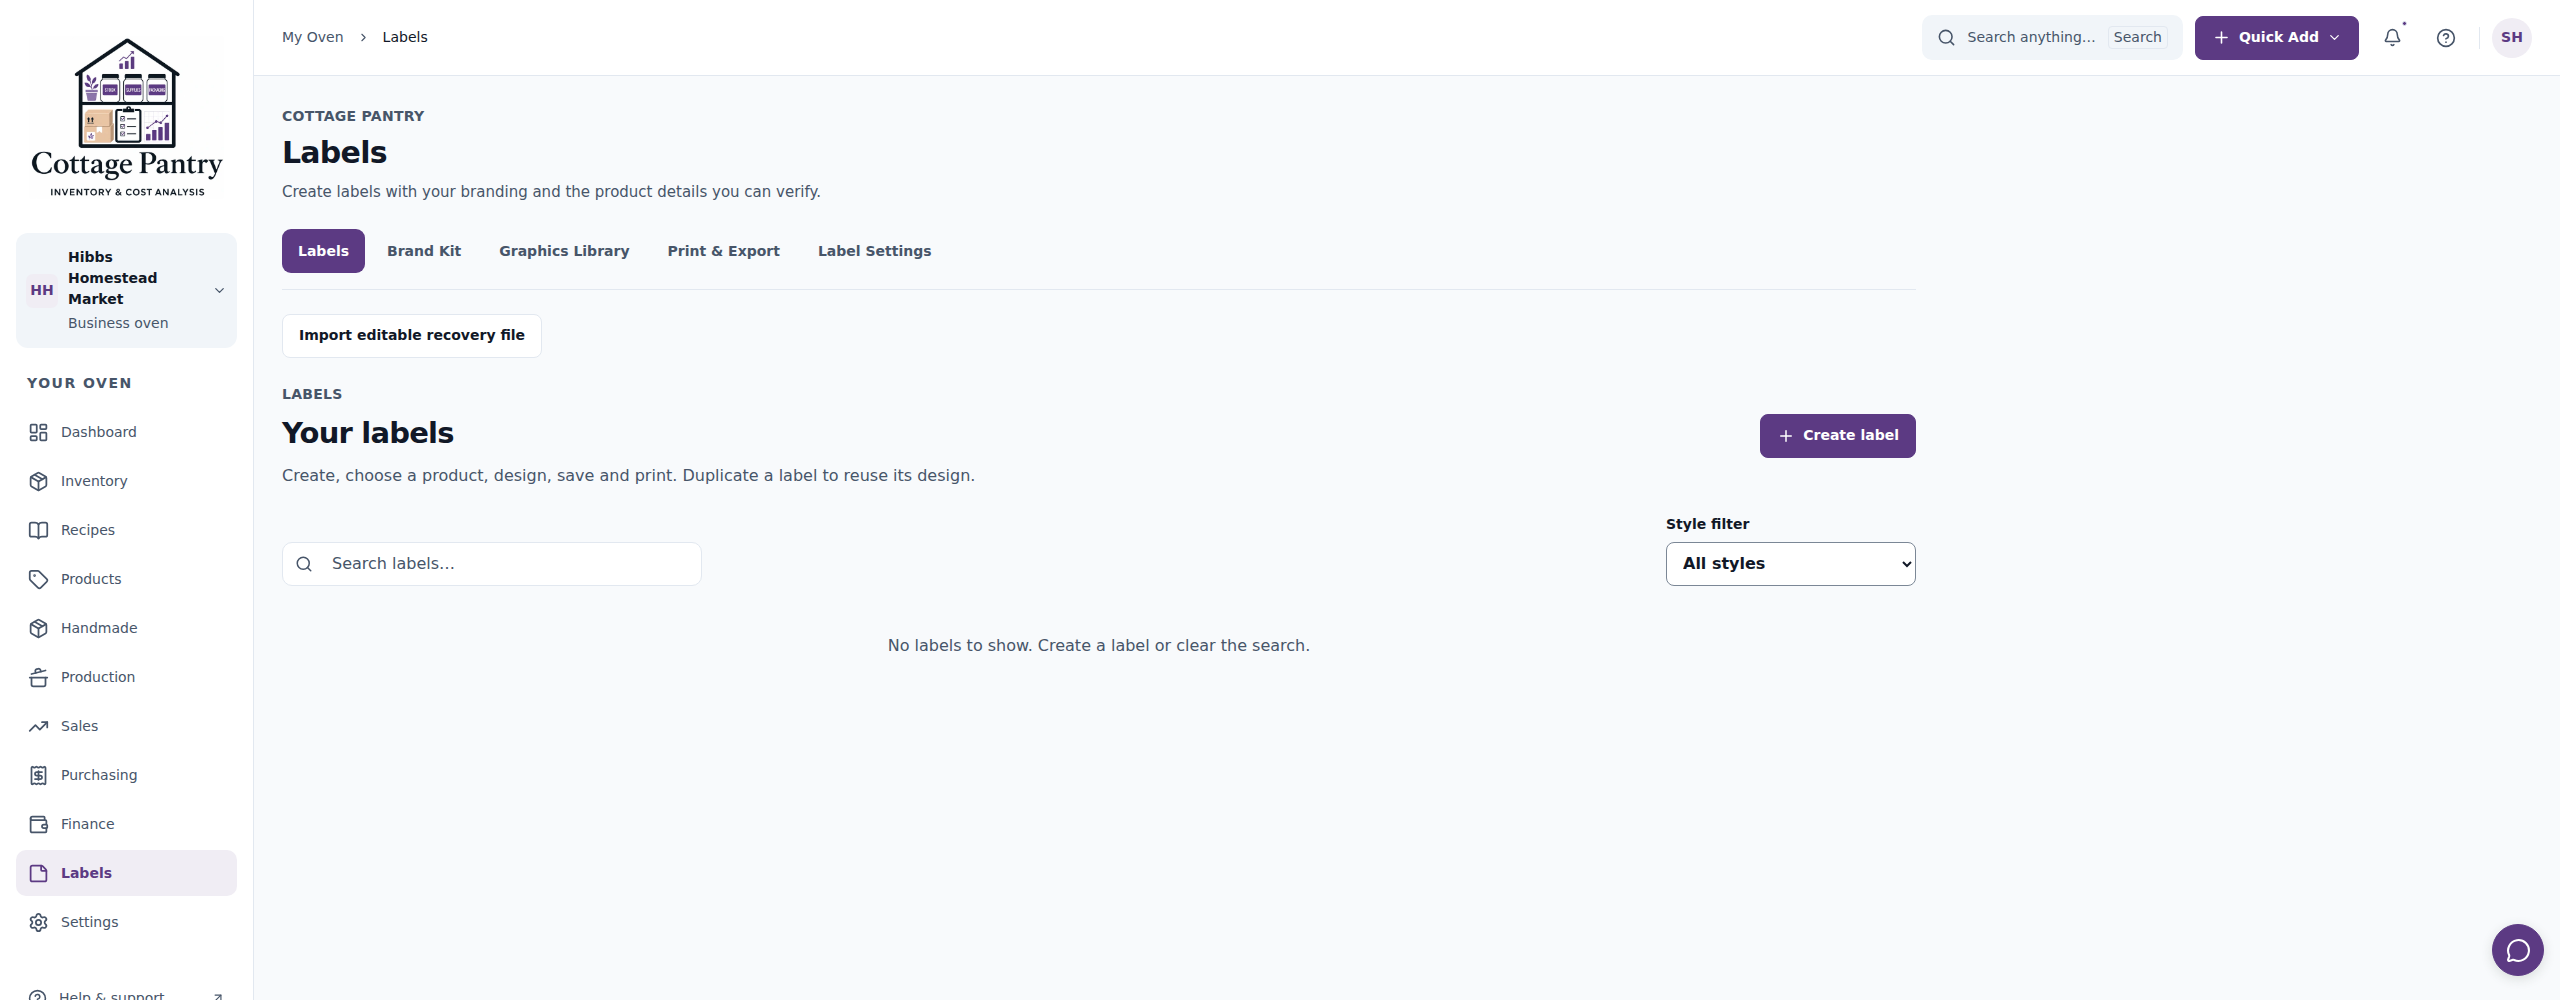 Cottage Pantry
INVENTORY & COST ANALYSIS
HH
Hibbs
Homestead
Market
Business oven
YOUR OVEN
Dashboard
Inventory
Recipes
Products
Handmade
Production
Sales
Purchasing
Finance
Labels
Settings
Help & support
My Oven
Labels
Search anything...
Search
Quick Add
SH
COTTAGE PANTRY
Labels
Create labels with your branding and the product details you can verify.
Labels
Brand Kit
Graphics Library
Print & Export
Label Settings
Import editable recovery file
LABELS
Your labels
Create label
Create, choose a product, design, save and print. Duplicate a label to reuse its design.
Style filter
Search labels...
All styles
No labels to show. Create a label or clear the search.